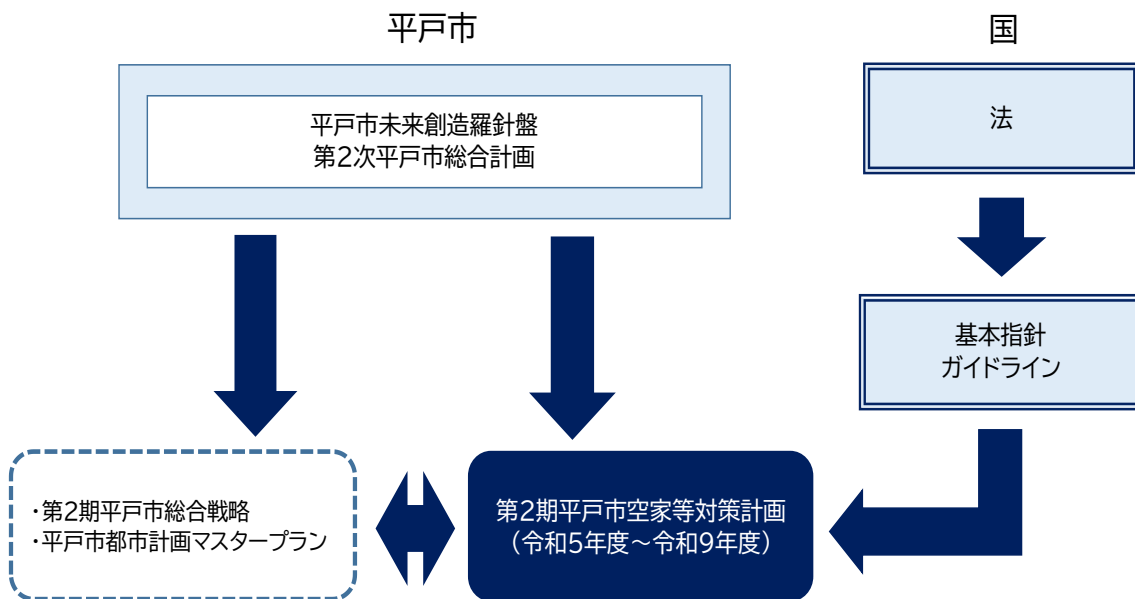 平戸市
国
平戸市未来創造羅針盤
第2次平戸市総合計画
法
基本指針
ガイドライン
・第2期平戸市総合戦略
・平戸市都市計画マスタープラン
第2期平戸市空家等対策計画
（令和5年度～令和9年度）